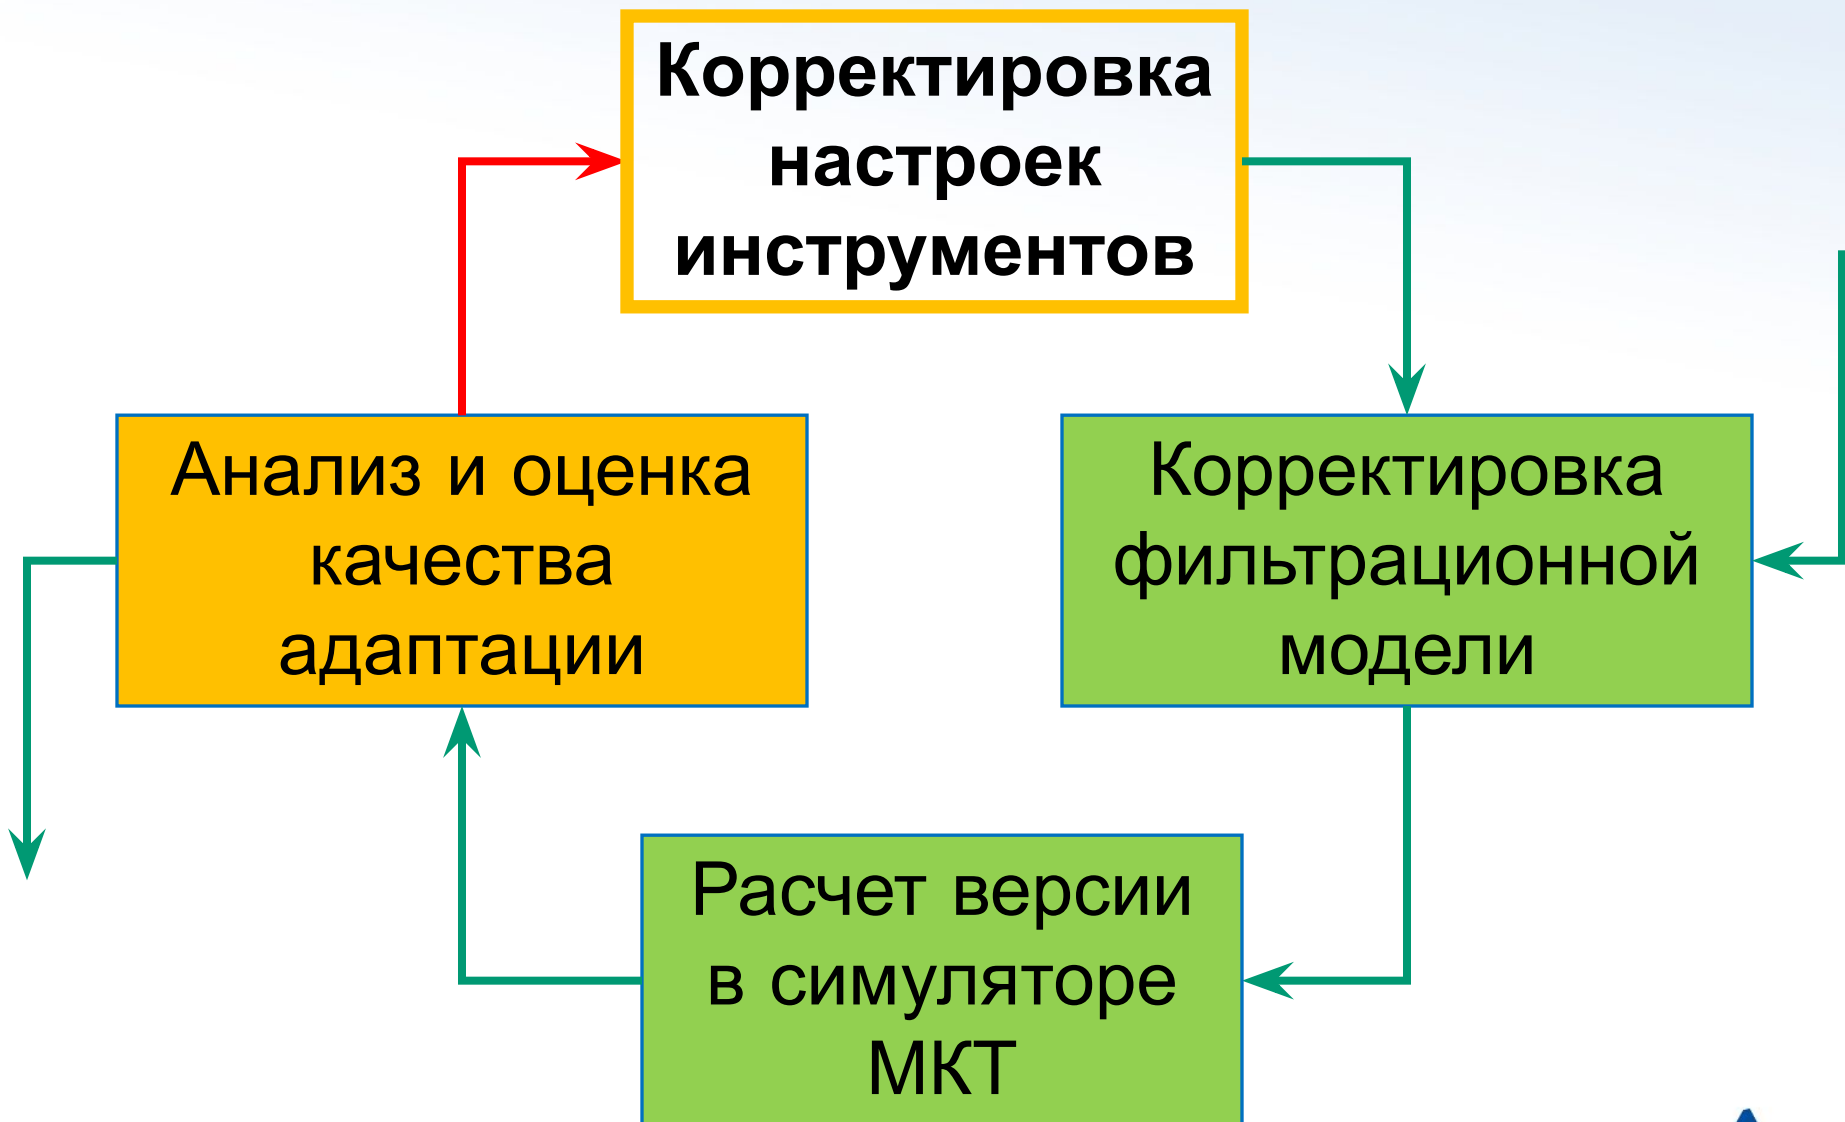 Корректировка
настроек
инструментов
Анализ и оценка
качества
адаптации
Корректировка
фильтрационной
модели
Расчет версии
в симуляторе
МКТ